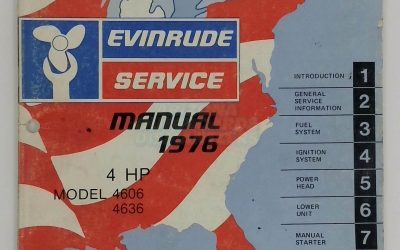 EVINRUDE
SERVICE
MANUAL
1976
4 HP
MODEL 4606
4636
INTRODUCTION 1
GENERAL
SERVICE
INFORMATION 2
FUEL
SYSTEM 3
IGNITION
SYSTEM 4
POWER
HEAD 5
LOWER
UNIT 6
MANUAL
STARTER 7